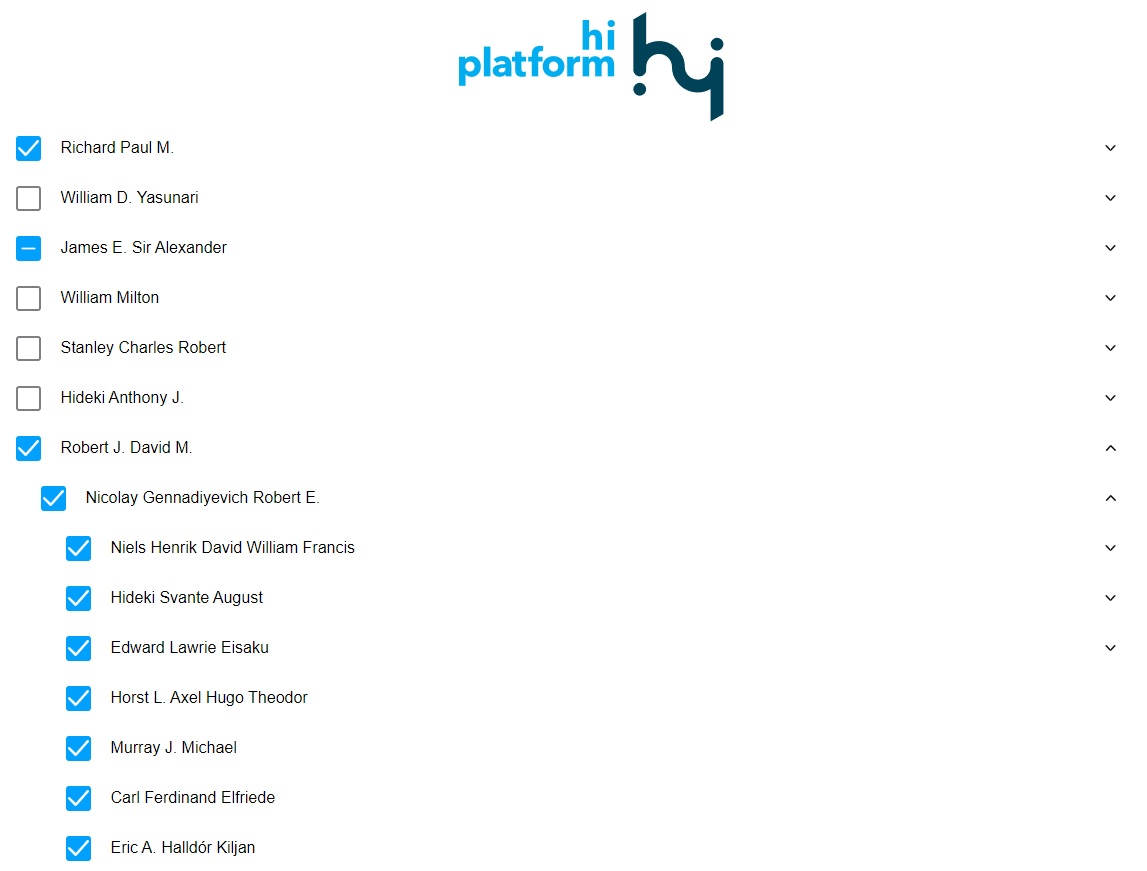 hi
platform
Richard Paul M.
William D. Yasunari
James E. Sir Alexander
William Milton
Stanley Charles Robert
Hideki Anthony J.
Robert J. David M.
Nicolay Gennadiyevich Robert E.
Niels Henrik David William Francis
Hideki Svante August
Edward Lawrie Eisaku
Horst L. Axel Hugo Theodor
Murray J. Michael
Carl Ferdinand Elfriede
Eric A. Halldór Kiljan